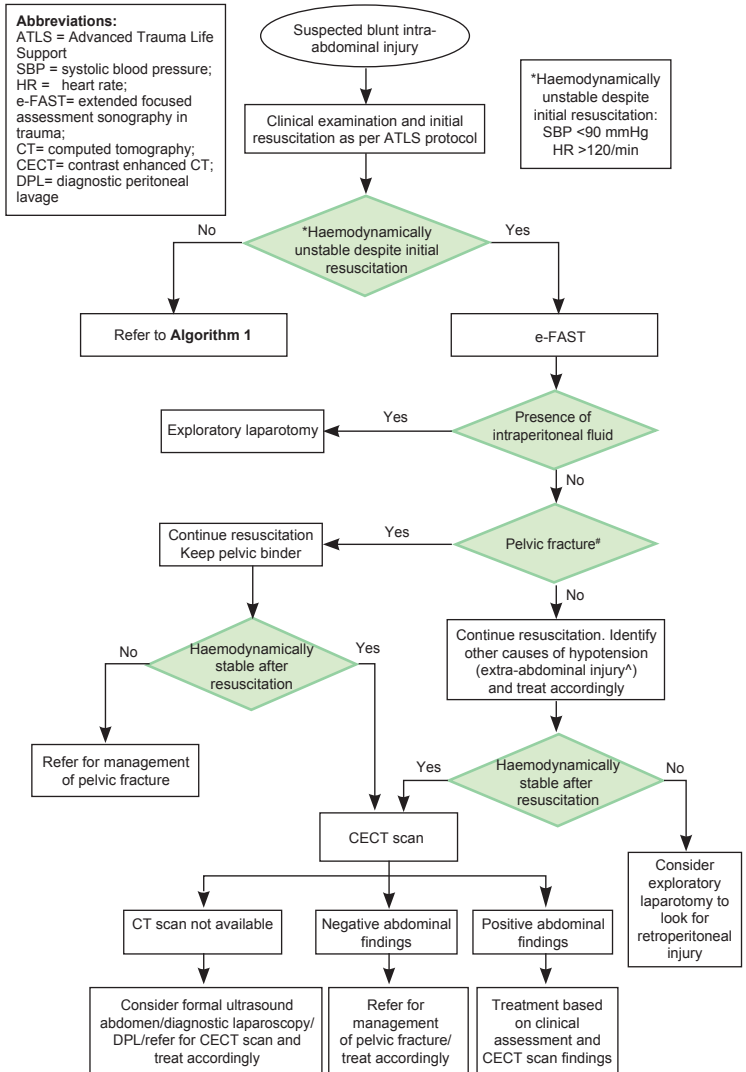 Abbreviations:
ATLS = Advanced Trauma Life
Support
SBP = systolic blood pressure;
HR = heart rate;
e-FAST= extended focused
assessment sonography in
trauma;
CT= computed tomography;
CECT= contrast enhanced CT;
DPL= diagnostic peritoneal
lavage
Suspected blunt intra-
abdominal injury
*Haemodynamically
unstable despite
initial resuscitation:
SBP <90 mmHg
HR >120/min
Clinical examination and initial
resuscitation as per ATLS protocol
No
*Haemodynamically
unstable despite initial
resuscitation
Yes
Refer to Algorithm 1
e-FAST
Exploratory laparotomy
Yes
Presence of
intraperitoneal fluid
No
Continue resuscitation
Keep pelvic binder
Yes
Pelvic fracture#
No
No
Haemodynamically
stable after
resuscitation
Yes
Continue resuscitation. Identify
other causes of hypotension
(extra-abdominal injury^)
and treat accordingly
Refer for management
of pelvic fracture
Yes
Haemodynamically
stable after
resuscitation
No
CECT scan
Consider
exploratory
laparotomy to
look for
retroperitoneal
injury
CT scan not available
Negative abdominal
findings
Positive abdominal
findings
Consider formal ultrasound
abdomen/diagnostic laparoscopy/
DPL/refer for CECT scan and
treat accordingly
Refer for
management
of pelvic fracture/
treat accordingly
Treatment based
on clinical
assessment and
CECT scan findings